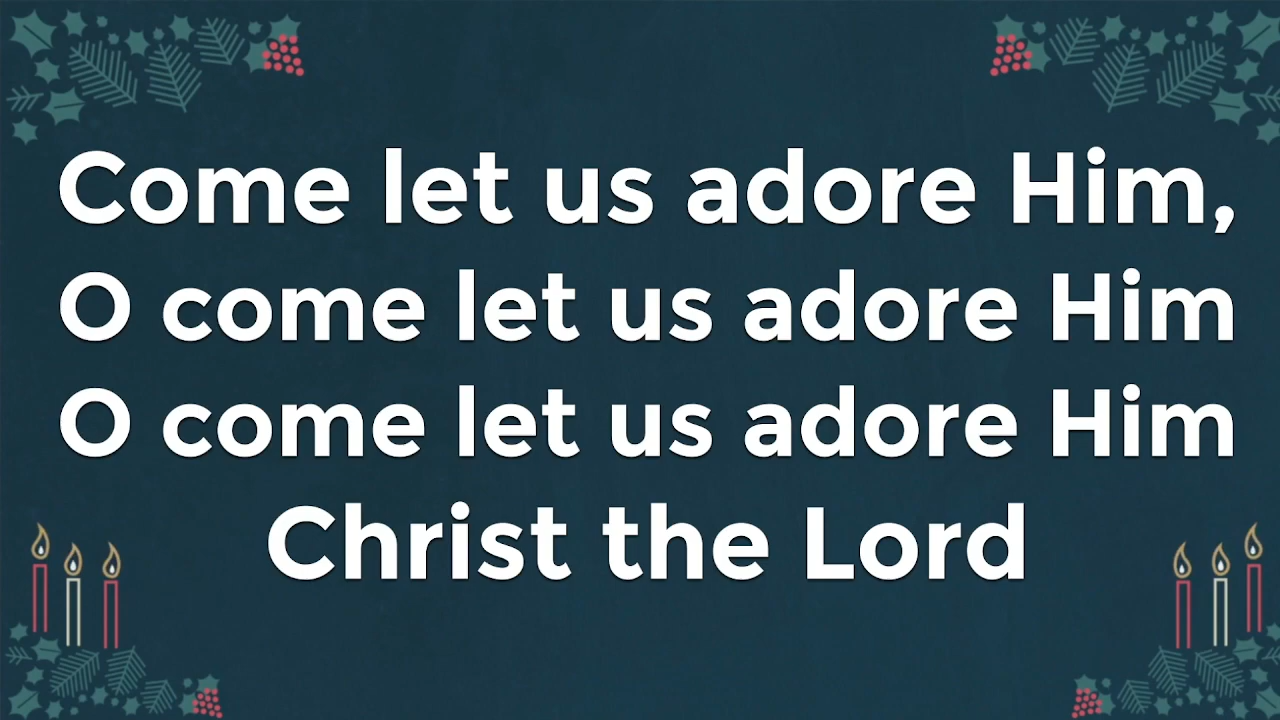 Come let us adore Him,
O come let us adore Him
O come let us adore Him
Christ the Lord